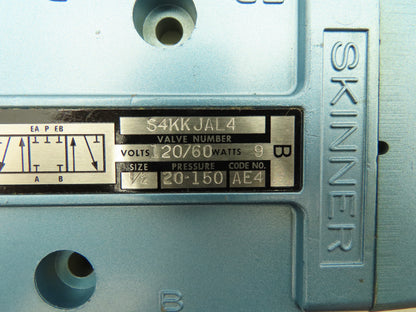 SKINNER
EA P EB
A B
S4KKJAL4
VALVE NUMBER
VOLTS 120/60 WATTS 9
SIZE PRESSURE CODE NO.
1/4 20-150 AE4
B
B